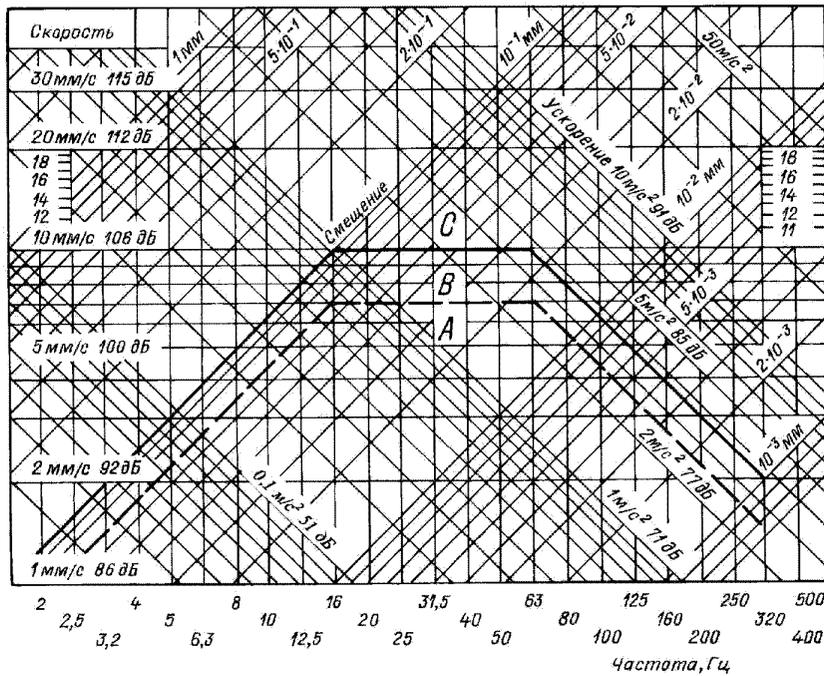 Скорость
1 мм
5·10⁻¹
2·10⁻¹
10⁻¹ мм
5·10⁻²
50 м/с²
30 мм/с 115 дБ
2·10⁻²
20 мм/с 112 дБ
Ускорение 10 м/с² 91 дБ
18
16
14
12
18
16
14
12
11
10⁻² мм
Смещение
C
10 мм/с 106 дБ
B
5·10⁻³
A
5 м/с² 85 дБ
5 мм/с 100 дБ
2·10⁻³
2 мм/с 92 дБ
0,1 м/с² 51 дБ
2 м/с² 77 дБ
10⁻³ мм
1 м/с² 71 дБ
1 мм/с 86 дБ
2 4 8 16 31,5 63 125 250 500
2,5 5 10 20 40 80 160 320
3,2 6,3 12,5 25 50 100 200 400
Частота, Гц